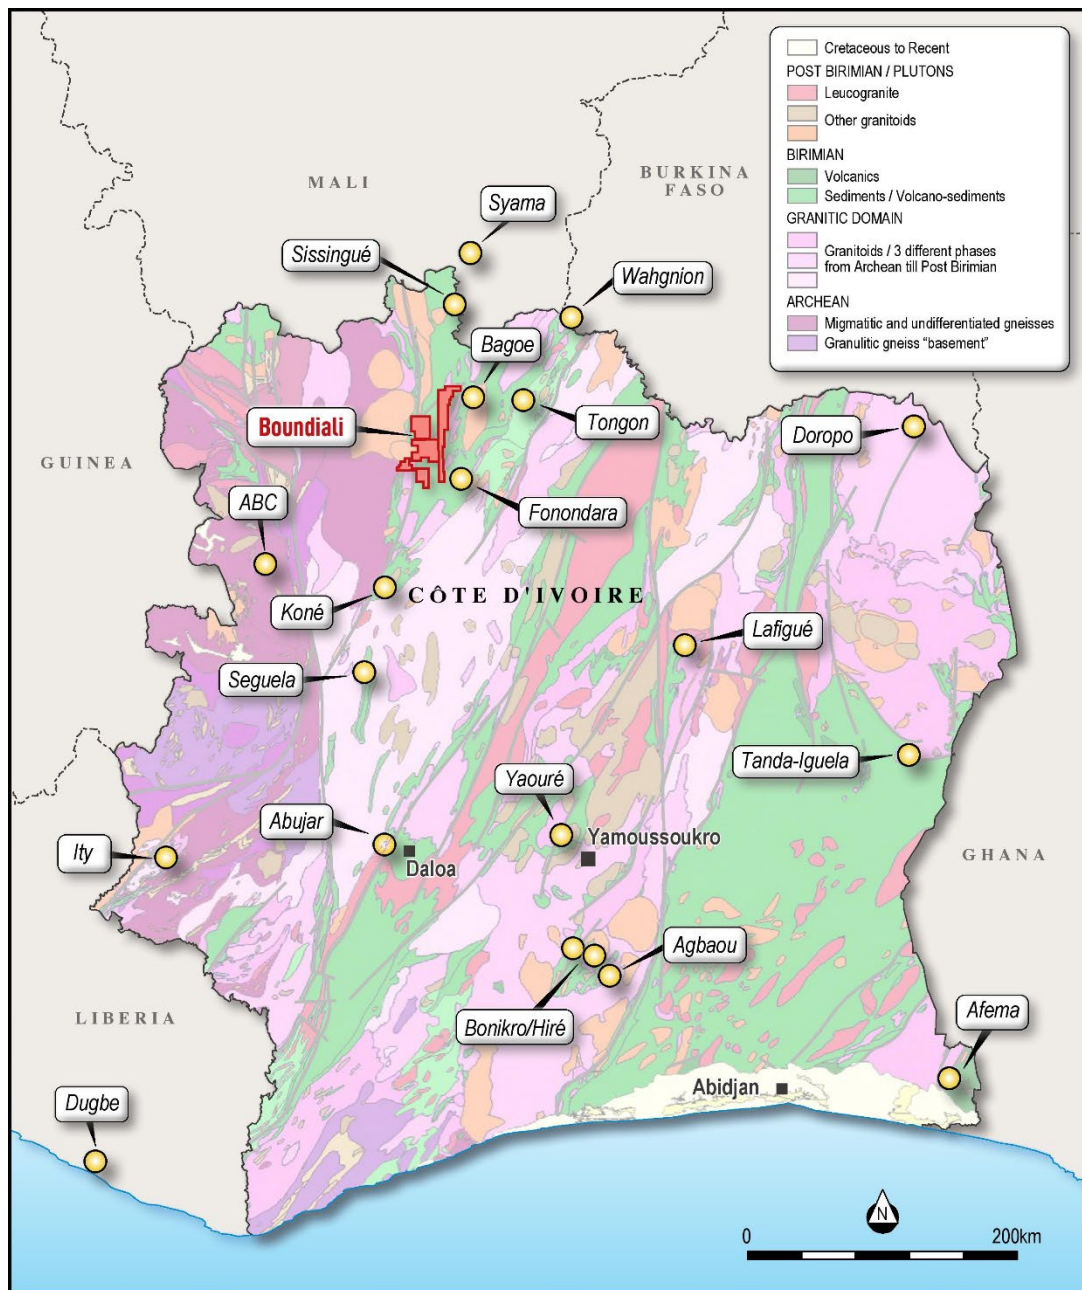 Cretaceous to Recent
POST BIRIMIAN / PLUTONS
Leucogranite
Other granitoids
BIRIMIAN
Volcanics
Sediments / Volcano-sediments
GRANITIC DOMAIN
Granitoids / 3 different phases
from Archean till Post Birimian
ARCHEAN
Migmatitic and undifferentiated gneisses
Granulitic gneiss “basement”
MALI
BURKINA
FASO
Syama
Sissingué
Wahgnion
Bagoe
Boundiali
Tongon
Doropo
GUINEA
ABC
Fonondara
Koné
CÔTE D'IVOIRE
Lafigué
Seguela
Tanda-Iguela
Yaouré
Abujar
Yamoussoukro
Ity
Daloa
GHANA
Agbaou
Bonikro/Hiré
LIBERIA
Afema
Abidjan
Dugbe
N
0
200km